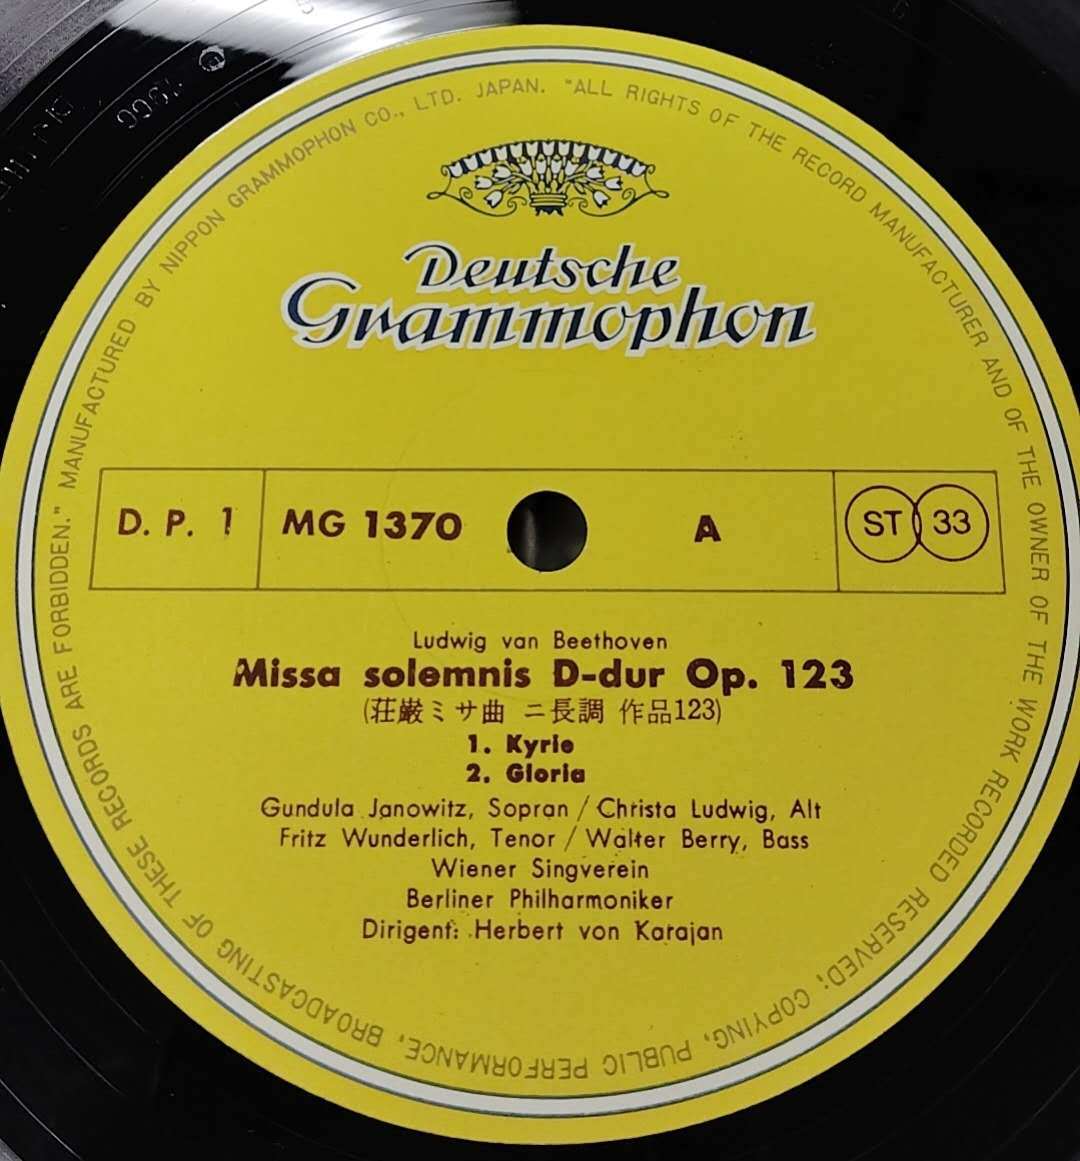 MANUFACTURED BY NIPPON GRAMMOPHON CO., LTD. JAPAN. "ALL RIGHTS OF THE RECORD MANUFACTURER AND OF THE OWNER OF THE WORK RECORDED RESERVED; COPYING, PUBLIC PERFORMANCE, BROADCASTING OF THESE RECORDS ARE FORBIDDEN."
Deutsche
Grammophon
D. P. 1 MG 1370 A ST 33
Ludwig van Beethoven
Missa solemnis D-dur Op. 123
(荘厳ミサ曲 ニ長調 作品123)
1. Kyrie
2. Gloria
Gundula Janowitz, Sopran / Christa Ludwig, Alt
Fritz Wunderlich, Tenor / Walter Berry, Bass
Wiener Singverein
Berliner Philharmoniker
Dirigent: Herbert von Karajan